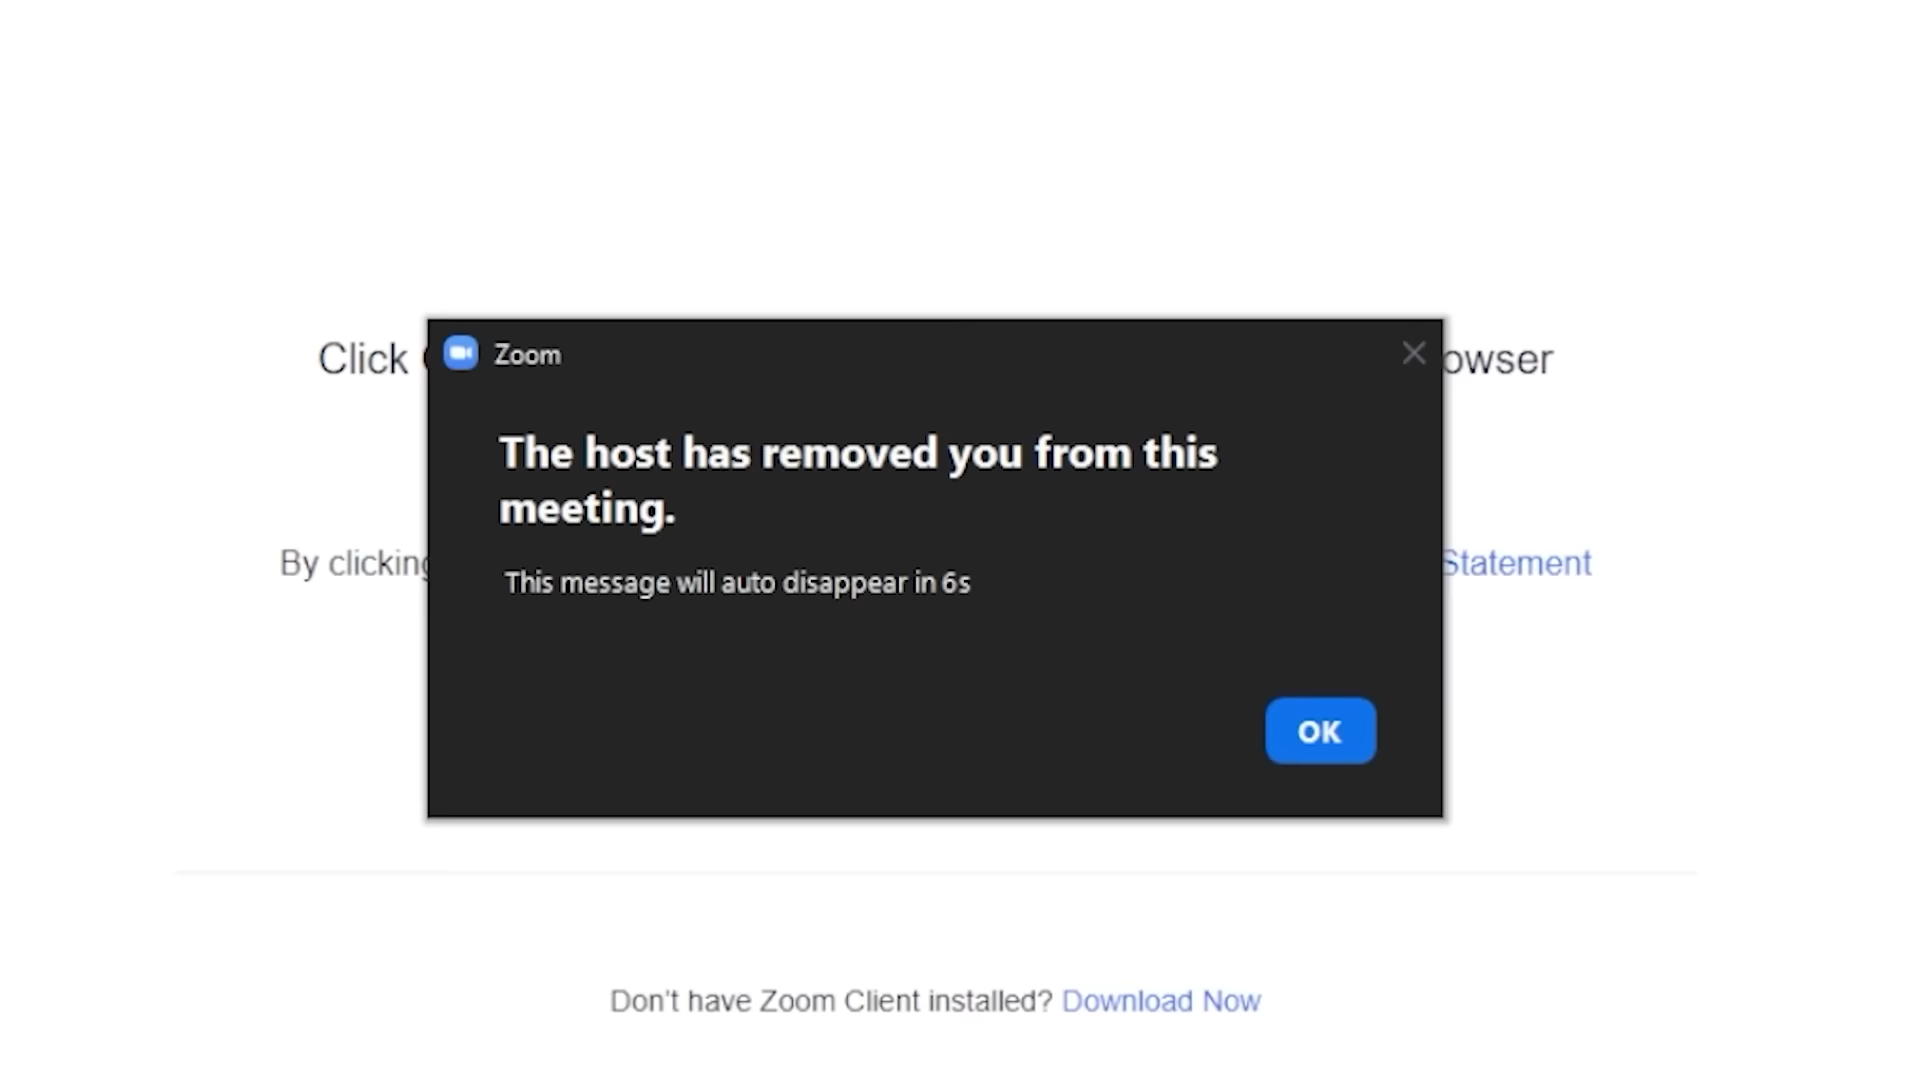 Zoom
Click
owser
The host has removed you from this
meeting.
By clicking
Statement
This message will auto disappear in 6s
OK
Don't have Zoom Client installed? Download Now